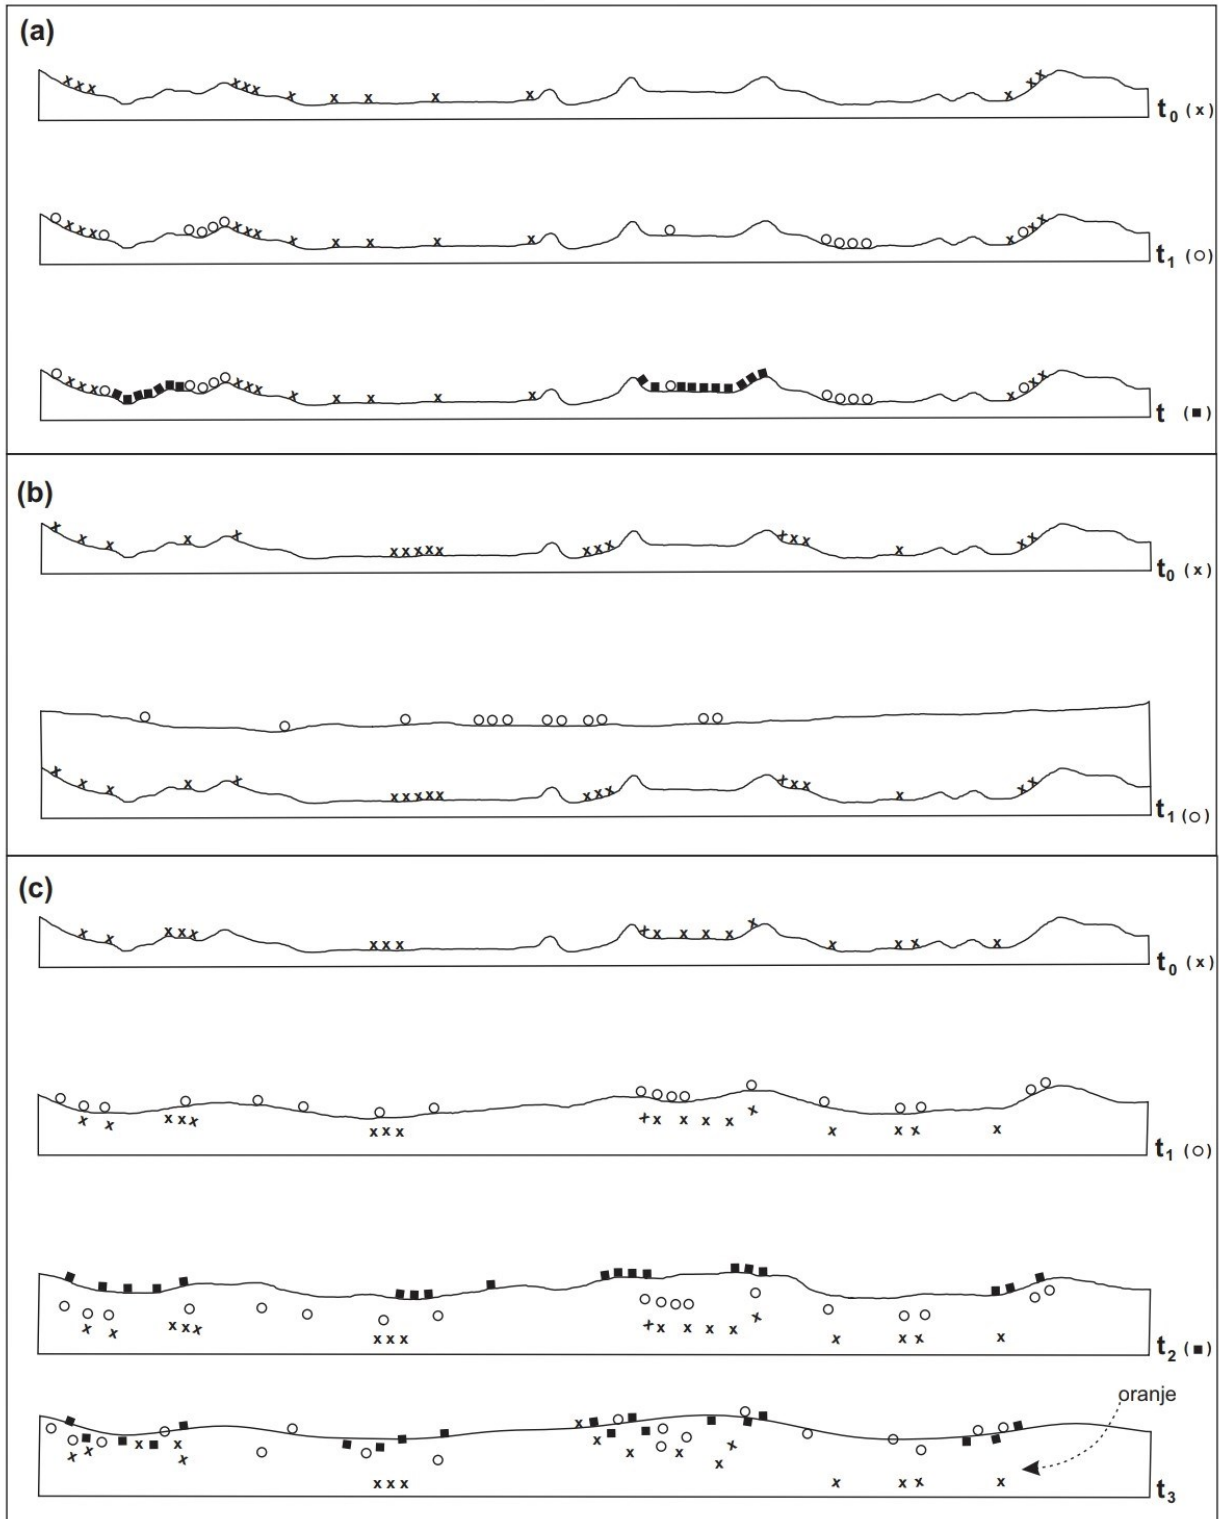 (a)
t0 (x)
t1 (○)
t (■)
(b)
t0 (x)
t1 (○)
(c)
t0 (x)
t1 (○)
t2 (■)
oranje
t3